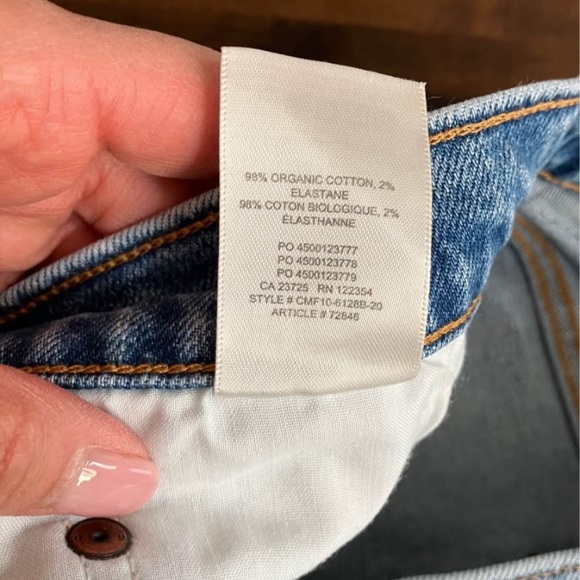 98% ORGANIC COTTON, 2%
ELASTANE
98% COTON BIOLOGIQUE, 2%
ÉLASTHANNE
PO 4500123777
PO 4500123778
PO 4500123779
CA 23725 RN 122354
STYLE # CMF10-6128B-20
ARTICLE # 72846